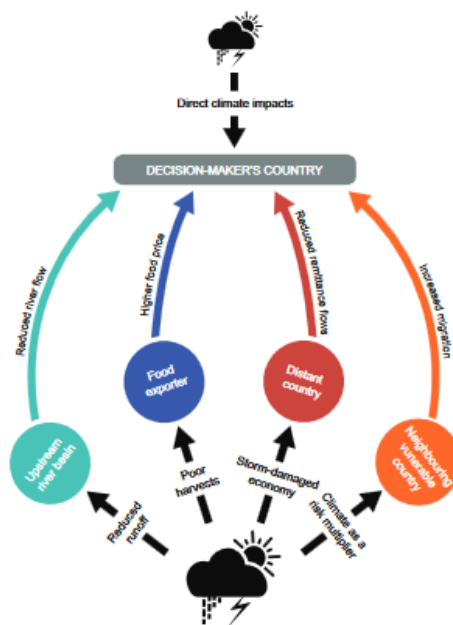 Direct climate impacts
DECISION-MAKER'S COUNTRY
Reduced river flow
Higher food price
Reduced remittance flows
Increased migration
Food
exporter
Distant
country
Upstream
river basin
Neighbouring
vunerable
country
Reduced
runoff
Poor
harvests
Storm-damaged
economy
Climate as a
risk multiplier